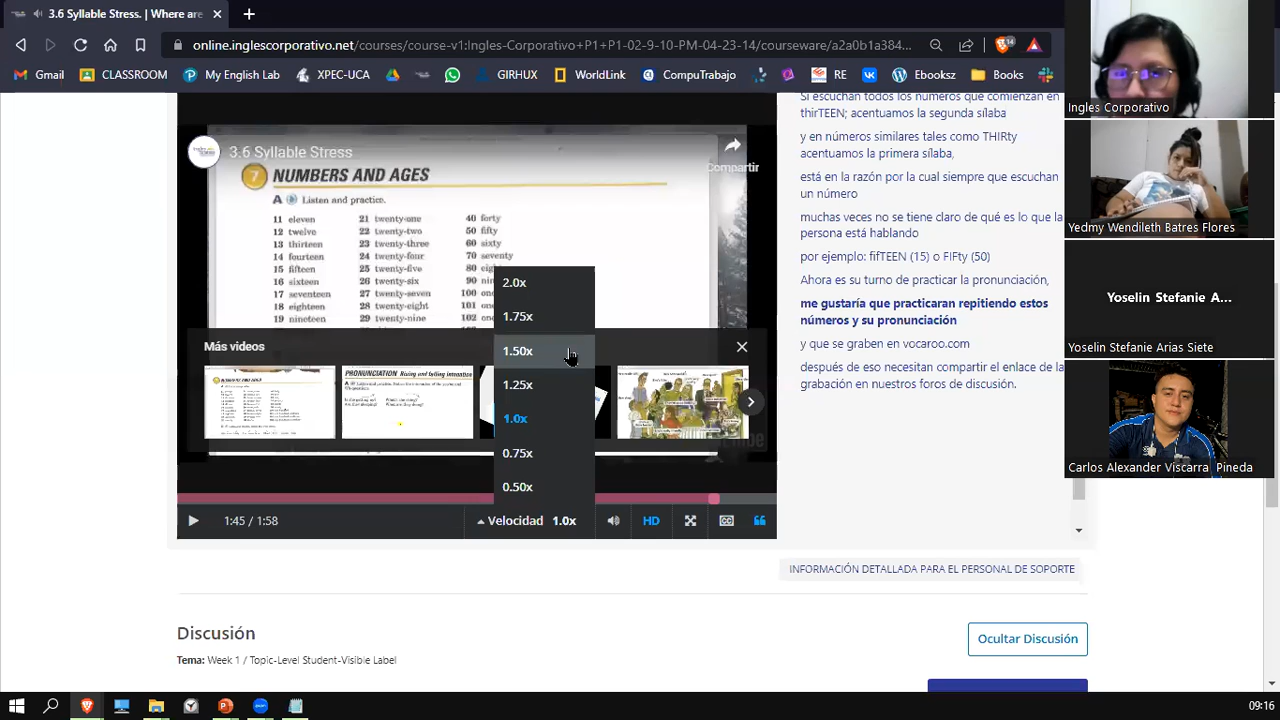 3.6 Syllable Stress. | Where are
online.inglescorporativo.net/courses/course-v1:Ingles-Corporativo+P1+P1-02-9-10-PM-04-23-14/courseware/a2a0b1a384...
14
Gmail
CLASSROOM
My English Lab
XPEC-UCA
GIRHUX
WorldLink
CompuTrabajo
RE
Ebooksz
Books
3.6 Syllable Stress
Compartir
7 NUMBERS AND AGES
A Listen and practice.
11 eleven 21 twenty-one 40 forty
12 twelve 22 twenty-two 50 fifty
13 thirteen 23 twenty-three 60 sixty
14 fourteen 24 twenty-four 70 seventy
15 fifteen 25 twenty-five 80
16 sixteen 26 twenty-six 90
17 seventeen 27 twenty-seven 100
18 eighteen 28 twenty-eight 101
19 nineteen 29 twenty-nine 102
Más videos
PRONUNCIATION Rising and falling intonation
2.0x
1.75x
1.50x
1.25x
1.0x
0.75x
0.50x
1:45 / 1:58
Velocidad 1.0x
HD
Si escuchan todos los números que comienzan en
thirTEEN; acentuamos la segunda sílaba
y en números similares tales como THIRty
acentuamos la primera sílaba,
está en la razón por la cual siempre que escuchan
un número
muchas veces no se tiene claro de qué es lo que la
persona está hablando
por ejemplo: fifTEEN (15) o FIFty (50)
Ahora es su turno de practicar la pronunciación,
me gustaría que practicaran repitiendo estos
números y su pronunciación
y que se graben en vocaroo.com
después de eso necesitan compartir el enlace de la
grabación en nuestros foros de discusión.
INFORMACIÓN DETALLADA PARA EL PERSONAL DE SOPORTE
Discusión
Ocultar Discusión
Tema: Week 1 / Topic-Level Student-Visible Label
Ingles Corporativo
Yedmy Wendileth Batres Flores
Yoselin Stefanie A...
Yoselin Stefanie Arias Siete
Carlos Alexander Viscarra Pineda
09:16